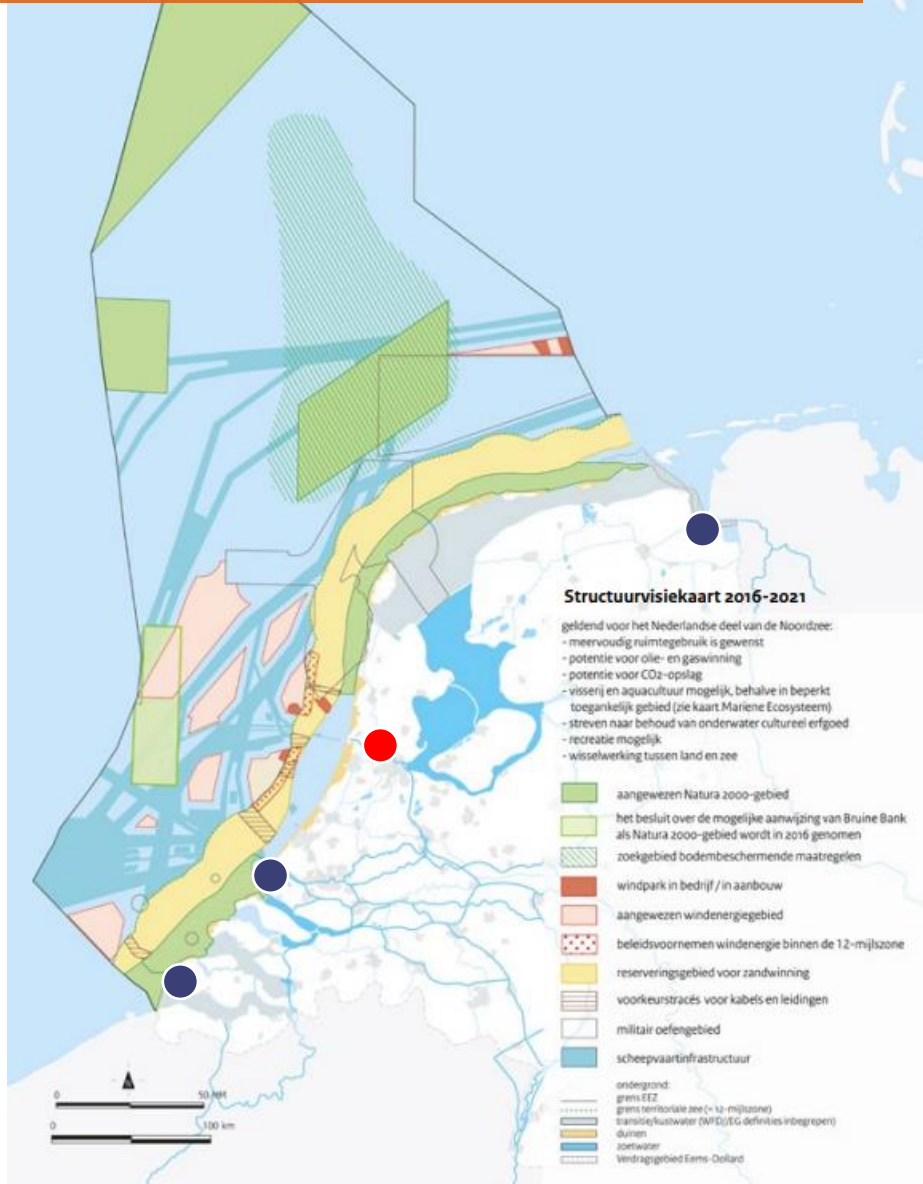 Structuurvisiekaart 2016-2021
geldend voor het Nederlandse deel van de Noordzee:
- meervoudig ruimtegebruik is gewenst
- potentie voor olie- en gaswinning
- potentie voor CO2-opslag
- visserij en aquacultuur mogelijk, behalve in beperkt
toegankelijk gebied (zie kaart Mariene Ecosysteem)
- streven naar behoud van onderwater cultureel erfgoed
- recreatie mogelijk
- wisselwerking tussen land en zee
aangewezen Natura 2000-gebied
het besluit over de mogelijke aanwijzing van Bruine Bank
als Natura 2000-gebied wordt in 2016 genomen
zoekgebied bodembeschermende maatregelen
windpark in bedrijf / in aanbouw
aangewezen windenergiegebied
beleidsvoornemen windenergie binnen de 12-mijlszone
reserveringsgebied voor zandwinning
voorkeurstracés voor kabels en leidingen
militair oefengebied
scheepvaartinfrastructuur
ondergrond:
grens EEZ
grens territoriale zee (= 12-mijlszone)
transitie/kustwater (WFD)/EG definities inbegrepen)
duinen
zoetwater
Verdragsgebied Eems-Dollard
0 50 NM
0 100 km